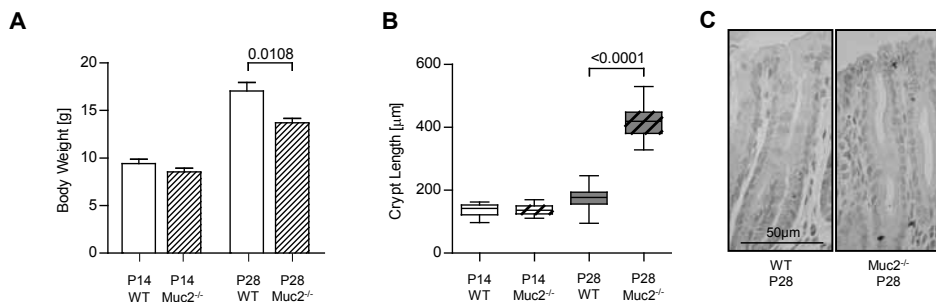 A
0.0108
Body Weight [g]
20
15
10
5
0
P14 WT
P14 Muc2-/-
P28 WT
P28 Muc2-/-
B
<0.0001
Crypt Length [µm]
600
400
200
0
P14 WT
P14 Muc2-/-
P28 WT
P28 Muc2-/-
C
50µm
WT
P28
Muc2-/-
P28